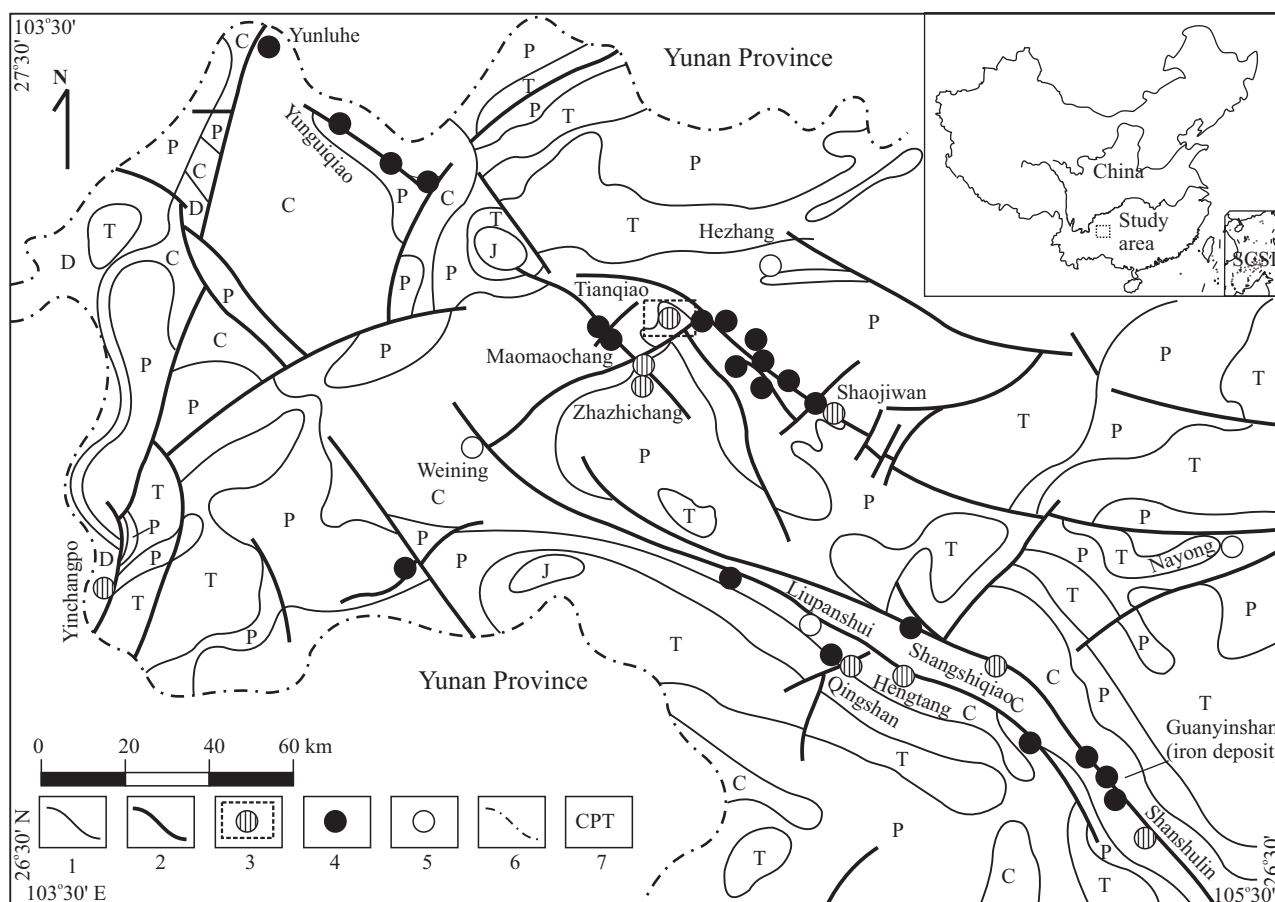 103°30'
27°30'
N
C
Yunluhe
P
T
P
T
Yunan Province
China
Study
area
SCSI
P
P
C
D
T
D
C
C
Yunguiqiao
P
C
P
P
T
J
T
Hezhang
P
P
C
P
P
P
Tianqiao
Maomaochang
Zhazhichang
Shaojiwan
P
P
T
T
P
T
P
Weining
C
P
T
P
T
P
P
D
T
T
P
P
P
P
J
T
P
T
Nayong
T
P
P
Yinchangpo
Yunan Province
T
Liupanshui
Shangshiqiao
Hengtang
Qingshan
C
C
C
P
T
Guanyinshan
(iron deposit
T
C
T
P
C
P
T
Shanshulin
0 20 40 60 km
CPT
1 2 3 4 5 6 7
26°30' N
103°30' E
26°30'
105°30'